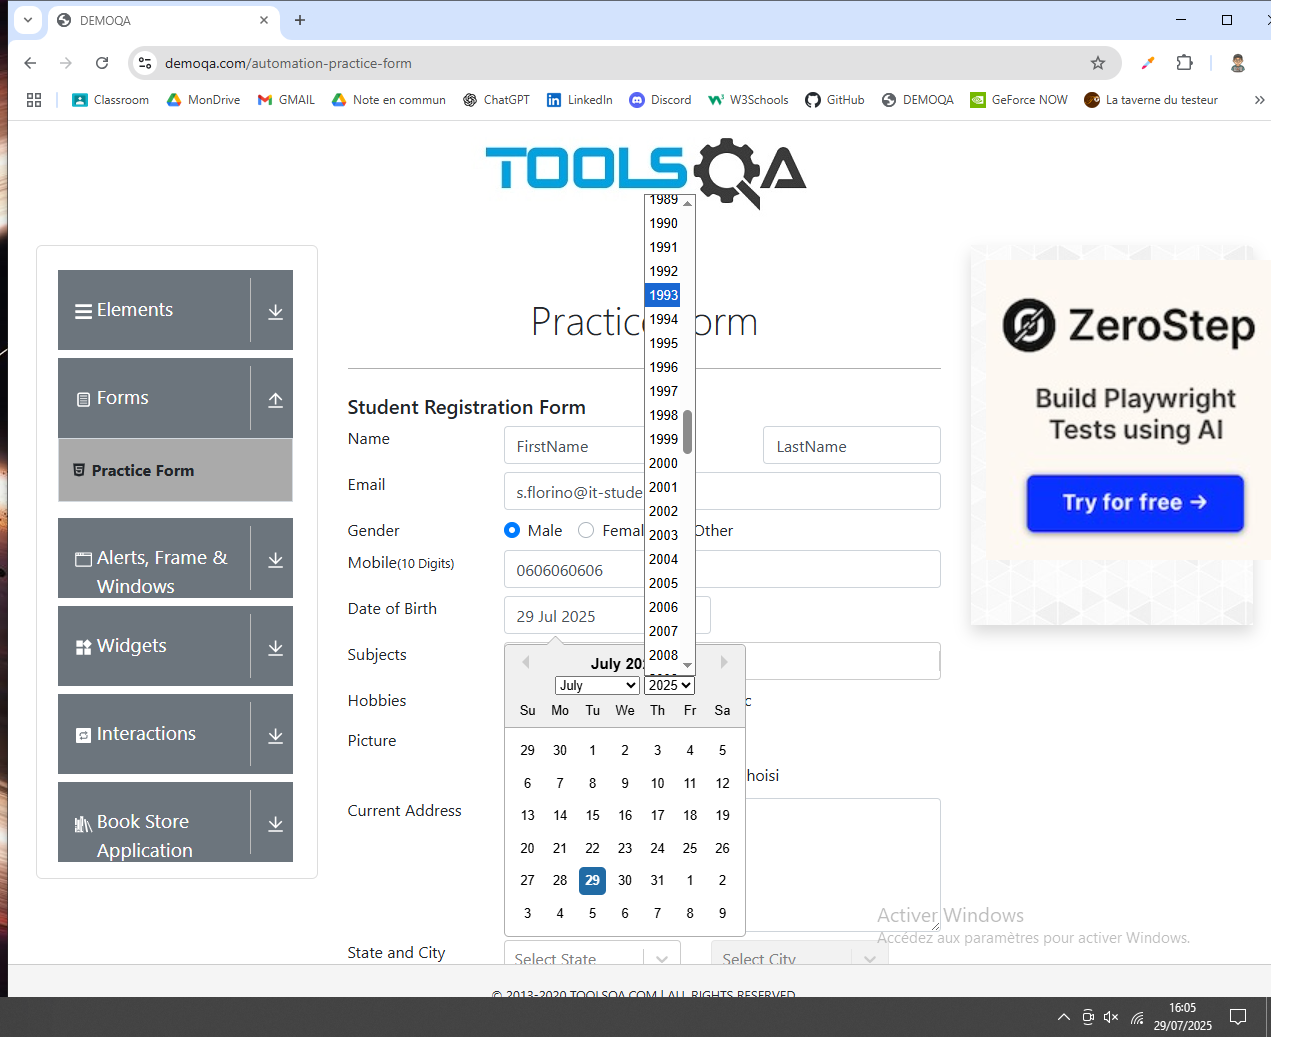 DEMOQA
demoqa.com/automation-practice-form
Classroom MonDrive GMAIL Note en commun ChatGPT LinkedIn Discord W3Schools GitHub DEMOQA GeForce NOW La taverne du testeur
TOOLSQA
Elements
Forms
Practice Form
Alerts, Frame &
Windows
Widgets
Interactions
Book Store
Application
Practice orm
Student Registration Form
Name FirstName LastName
Email s.florino@it-stude
Gender Male Femal Other
Mobile(10 Digits) 0606060606
Date of Birth 29 Jul 2025
Subjects
Hobbies c
Picture
hoisi
Current Address
State and City Select State Select City
1989
1990
1991
1992
1993
1994
1995
1996
1997
1998
1999
2000
2001
2002
2003
2004
2005
2006
2007
2008
July 20
July 2025
Su Mo Tu We Th Fr Sa
29 30 1 2 3 4 5
6 7 8 9 10 11 12
13 14 15 16 17 18 19
20 21 22 23 24 25 26
27 28 29 30 31 1 2
3 4 5 6 7 8 9
ZeroStep
Build Playwright
Tests using AI
Try for free →
Activer Windows
Accédez aux paramètres pour activer Windows.
© 2013-2020 TOOLSQA.COM | ALL RIGHTS RESERVED.
16:05
29/07/2025